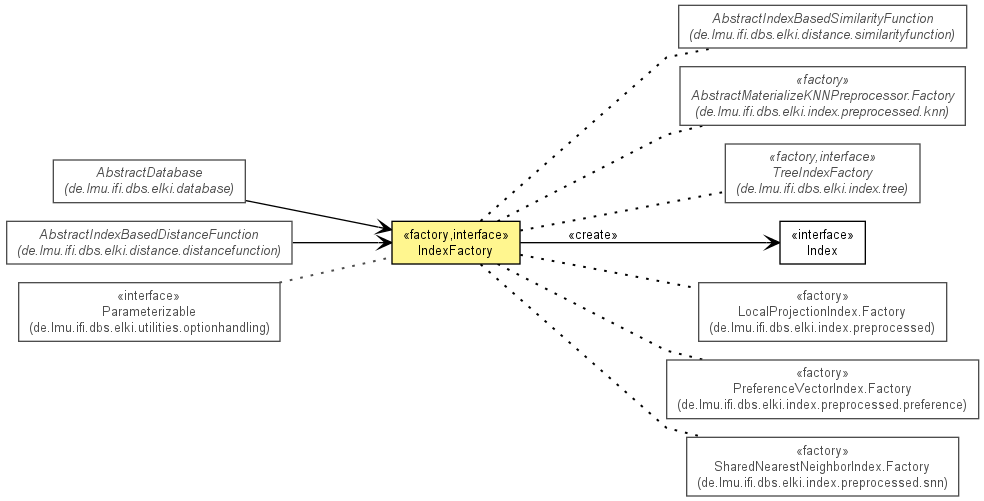 AbstractIndexBasedSimilarityFunction
(de.lmu.ifi.dbs.elki.distance.similarityfunction)
«factory»
AbstractMaterializeKNNPreprocessor.Factory
(de.lmu.ifi.dbs.elki.index.preprocessed.knn)
«factory,interface»
TreeIndexFactory
(de.lmu.ifi.dbs.elki.index.tree)
AbstractDatabase
(de.lmu.ifi.dbs.elki.database)
AbstractIndexBasedDistanceFunction
(de.lmu.ifi.dbs.elki.distance.distancefunction)
«interface»
Parameterizable
(de.lmu.ifi.dbs.elki.utilities.optionhandling)
«factory,interface»
IndexFactory
«create»
«interface»
Index
«factory»
LocalProjectionIndex.Factory
(de.lmu.ifi.dbs.elki.index.preprocessed)
«factory»
PreferenceVectorIndex.Factory
(de.lmu.ifi.dbs.elki.index.preprocessed.preference)
«factory»
SharedNearestNeighborIndex.Factory
(de.lmu.ifi.dbs.elki.index.preprocessed.snn)